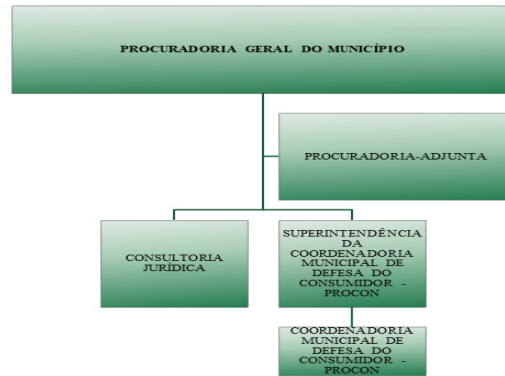 PROCURADORIA GERAL DO MUNICÍPIO
PROCURADORIA-ADJUNTA
CONSULTORIA
JURÍDICA
SUPERINTENDÊNCIA
DA
COORDENADORIA
MUNICIPAL DE
DEFESA DO
CONSUMIDOR -
PROCON
COORDENADORIA
MUNICIPAL DE
DEFESA DO
CONSUMIDOR -
PROCON